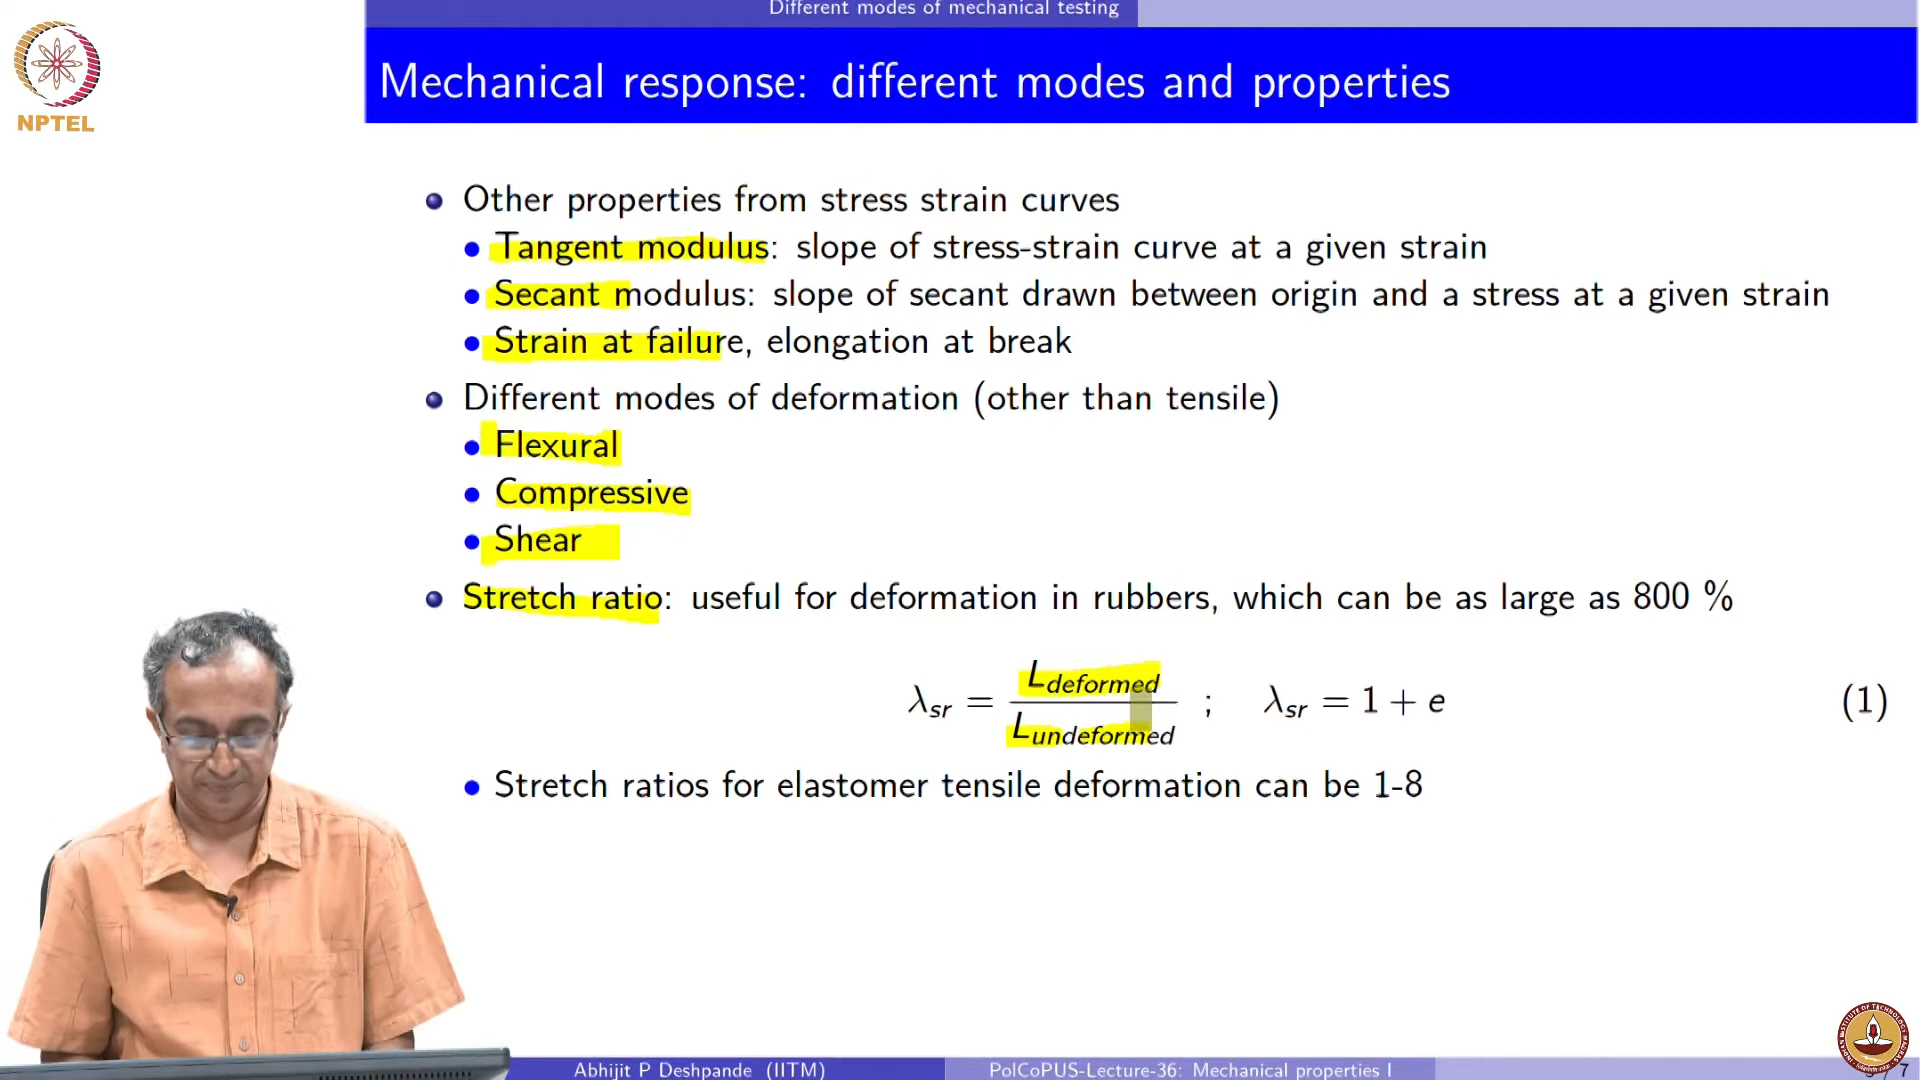 Different modes of mechanical testing
NPTEL
Mechanical response: different modes and properties
Other properties from stress strain curves
Tangent modulus: slope of stress-strain curve at a given strain
Secant modulus: slope of secant drawn between origin and a stress at a given strain
Strain at failure, elongation at break
Different modes of deformation (other than tensile)
Flexural
Compressive
Shear
Stretch ratio: useful for deformation in rubbers, which can be as large as 800 %
λsr = Ldeformed / Lundeformed ; λsr = 1 + e (1)
Stretch ratios for elastomer tensile deformation can be 1-8
Abhijit P Deshpande (IITM) PolCoPUS-Lecture-36: Mechanical properties I / 7